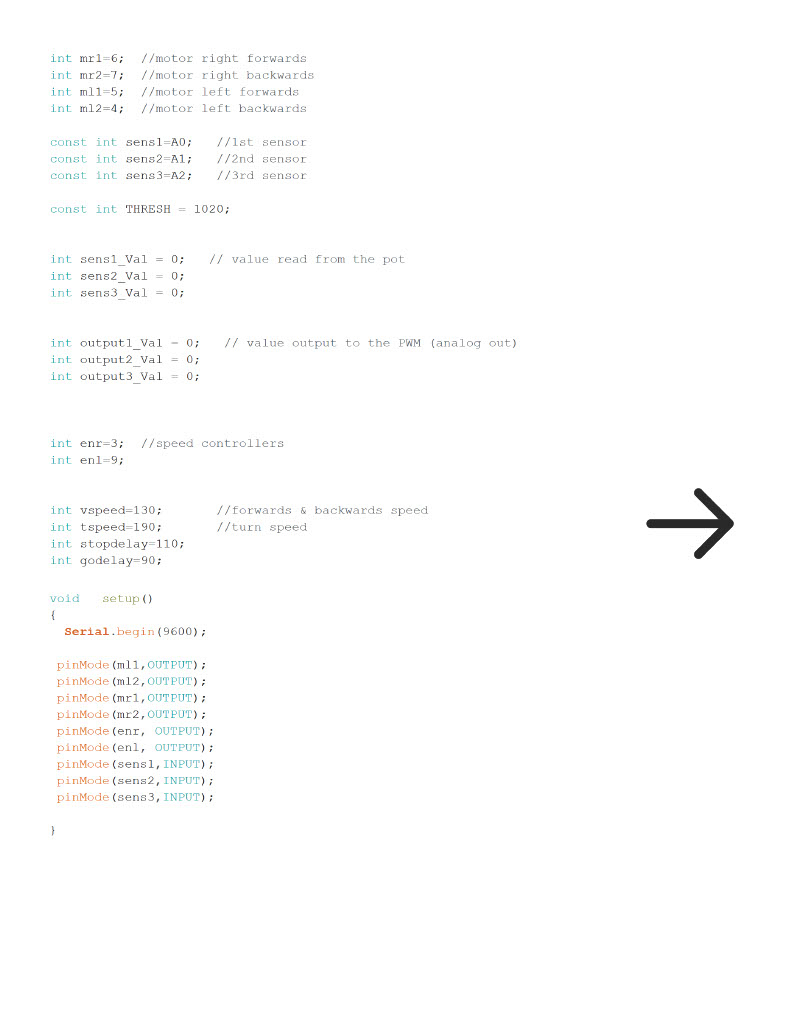 int mr1=6;  //motor right forwards
int mr2=7;  //motor right backwards
int ml1=5;  //motor left forwards
int ml2=4;  //motor left backwards
const int sens1=A0;   //1st sensor
const int sens2=A1;   //2nd sensor
const int sens3=A2;   //3rd sensor
const int THRESH = 1020;
int sens1_Val = 0;   // value read from the pot
int sens2_Val = 0;
int sens3_Val = 0;
int output1_Val = 0;   // value output to the PWM (analog out)
int output2_Val = 0;
int output3_Val = 0;
int enr=3;  //speed controllers
int enl=9;
int vspeed=130;       //forwards & backwards speed
int tspeed=190;       //turn speed
int stopdelay=110;
int godelay=90;
void   setup()
{
  Serial.begin(9600);
 pinMode(ml1,OUTPUT);
 pinMode(ml2,OUTPUT);
 pinMode(mr1,OUTPUT);
 pinMode(mr2,OUTPUT);
 pinMode(enr, OUTPUT);
 pinMode(enl, OUTPUT);
 pinMode(sens1,INPUT);
 pinMode(sens2,INPUT);
 pinMode(sens3,INPUT);
}